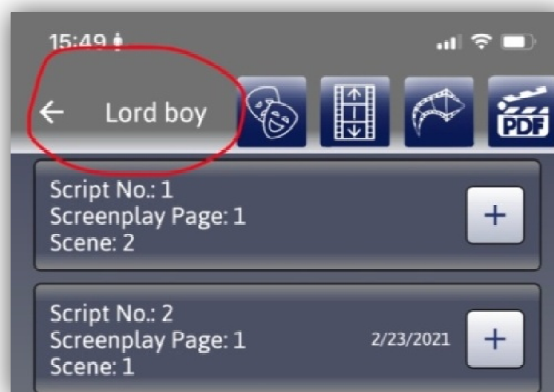 15:49
Lord boy
PDF
Script No.: 1
Screenplay Page: 1
Scene: 2
+
Script No.: 2
Screenplay Page: 1
2/23/2021
+
Scene: 1